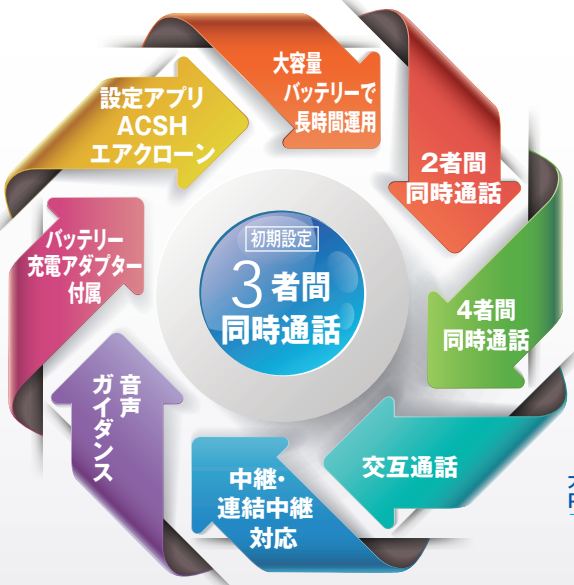 初期設定
3者間
同時通話
大容量
バッテリーで
長時間運用
2者間
同時通話
4者間
同時通話
交互通話
中継・
連結中継
対応
音声
ガイダンス
バッテリー
充電アダプター
付属
設定アプリ
ACSH
エアクローン